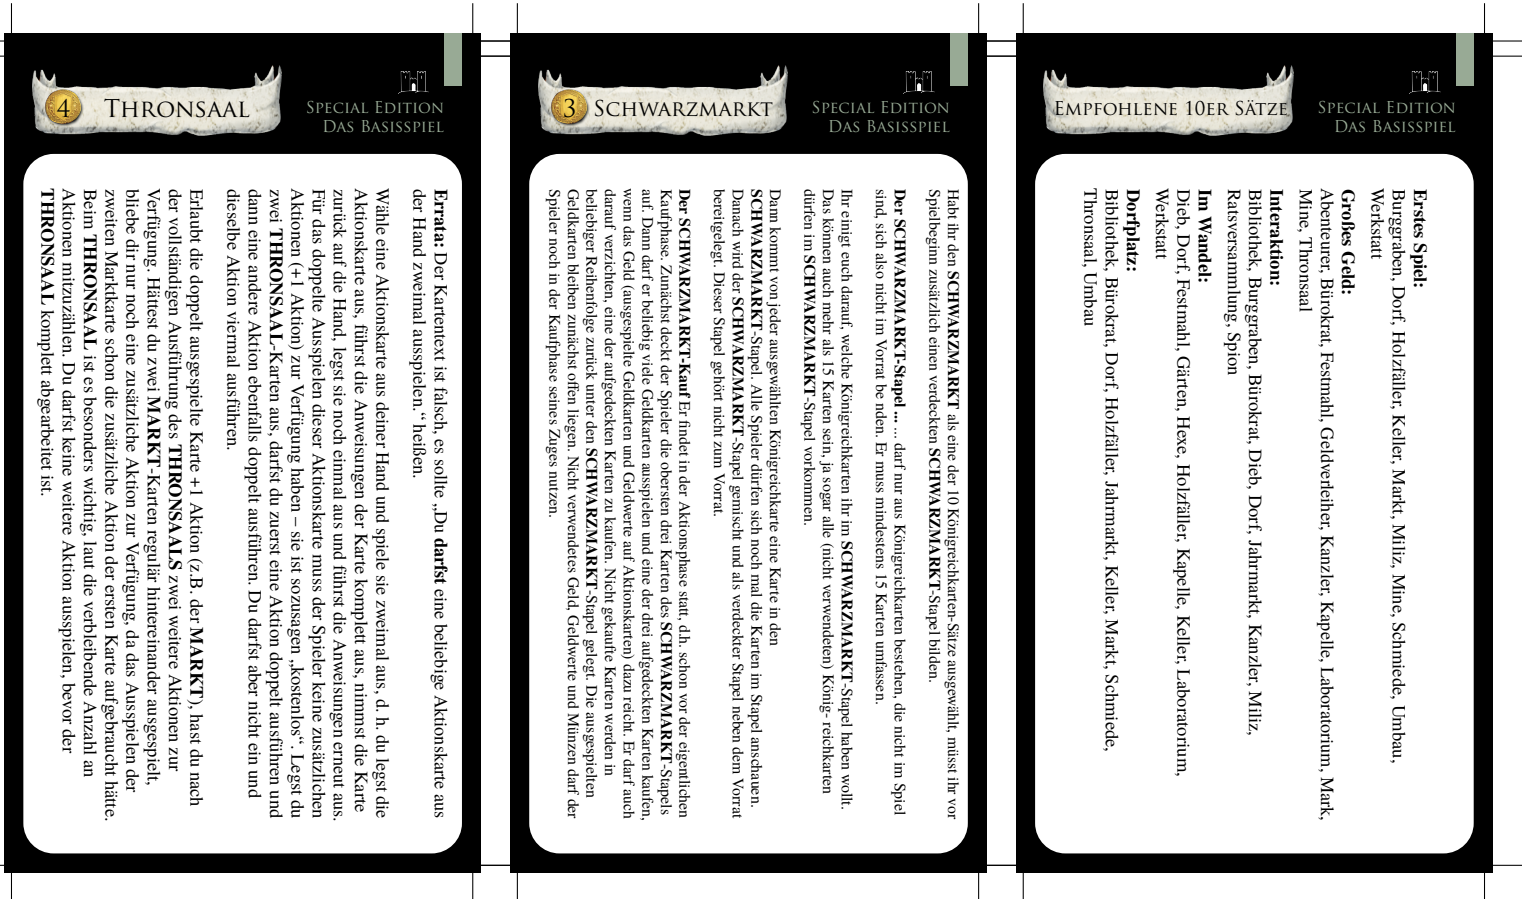 4 THRONSAAL
SPECIAL EDITION
DAS BASISSPIEL
Errata: Der Kartentext ist falsch, es sollte „Du darfst eine beliebige Aktionskarte aus
der Hand zweimal ausspielen.“ heißen.
Wähle eine Aktionskarte aus deiner Hand und spiele sie zweimal aus, d. h. du legst die
Aktionskarte aus, führst die Anweisungen der Karte komplett aus, nimmst die Karte
zurück auf die Hand, legst sie noch einmal aus und führst die Anweisungen erneut aus.
Für das doppelte Ausspielen dieser Aktionskarte muss der Spieler keine zusätzlichen
Aktionen (+1 Aktion) zur Verfügung haben – sie ist sozusagen „kostenlos“. Legst du
zwei THRONSAAL-Karten aus, darfst du zuerst eine Aktion doppelt ausführen und
dann eine andere Aktion ebenfalls doppelt ausführen. Du darfst aber nicht ein und
dieselbe Aktion viermal ausführen.
Erlaubt die doppelt ausgespielte Karte +1 Aktion (z.B. der MARKT), hast du nach
der vollständigen Ausführung des THRONSAALS zwei weitere Aktionen zur
Verfügung. Hättest du zwei MARKT-Karten regulär hintereinander ausgespielt,
bliebe dir nur noch eine zusätzliche Aktion zur Verfügung, da das Ausspielen der
zweiten Marktkarte schon die zusätzliche Aktion der ersten Karte aufgebraucht hätte.
Beim THRONSAAL ist es besonders wichtig, laut die verbleibende Anzahl an
Aktionen mitzuzählen. Du darfst keine weitere Aktion ausspielen, bevor der
THRONSAAL komplett abgearbeitet ist.
3 SCHWARZMARKT
SPECIAL EDITION
DAS BASISSPIEL
Habt ihr den SCHWARZMARKT als eine der 10 Königreichkarten-Sätze ausgewählt, müsst ihr vor
Spielbeginn zusätzlich einen verdeckten SCHWARZMARKT-Stapel bilden.
Der SCHWARZMARKT-Stapel ... ... darf nur aus Königreichkarten bestehen, die nicht im Spiel
sind, sich also nicht im Vorrat be nden. Er muss mindestens 15 Karten umfassen.
Ihr einigt euch darauf, welche Königreichkarten ihr im SCHWARZMARKT-Stapel haben wollt.
Das können auch mehr als 15 Karten sein, ja sogar alle (nicht verwendeten) König- reichkarten
dürfen im SCHWARZMARKT-Stapel vorkommen.
Dann kommt von jeder ausgewählten Königreichkarte eine Karte in den
SCHWARZMARKT-Stapel. Alle Spieler dürfen sich noch mal die Karten im Stapel anschauen.
Danach wird der SCHWARZMARKT-Stapel gemischt und als verdeckter Stapel neben dem Vorrat
bereitgelegt. Dieser Stapel gehört nicht zum Vorrat.
Der SCHWARZMARKT-Kauf Er findet in der Aktionsphase statt, d.h. schon vor der eigentlichen
Kaufphase. Zunächst deckt der Spieler die obersten drei Karten des SCHWARZMARKT-Stapels
auf. Dann darf er beliebig viele Geldkarten ausspielen und eine der drei aufgedeckten Karten kaufen,
wenn das Geld (ausgespielte Geldkarten und Geldwerte auf Aktionskarten) dazu reicht. Er darf auch
darauf verzichten, eine der aufgedeckten Karten zu kaufen. Nicht gekaufte Karten werden in
beliebiger Reihenfolge zurück unter den SCHWARZMARKT-Stapel gelegt. Die ausgespielten
Geldkarten bleiben zunächst offen liegen. Nicht verwendetes Geld, Geldwerte und Münzen darf der
Spieler noch in der Kaufphase seines Zuges nutzen.
EMPFOHLENE 10ER SÄTZE
SPECIAL EDITION
DAS BASISSPIEL
Erstes Spiel:
Burggraben, Dorf, Holzfäller, Keller, Markt, Miliz, Mine, Schmiede, Umbau,
Werkstatt
Großes Geld:
Abenteurer, Bürokrat, Festmahl, Geldverleiher, Kanzler, Kapelle, Laboratorium, Mark,
Mine, Thronsaal
Interaktion:
Bibliothek, Burggraben, Bürokrat, Dieb, Dorf, Jahrmarkt, Kanzler, Miliz,
Ratsversammlung, Spion
Im Wandel:
Dieb, Dorf, Festmahl, Gärten, Hexe, Holzfäller, Kapelle, Keller, Laboratorium,
Werkstatt
Dorfplatz:
Bibliothek, Bürokrat, Dorf, Holzfäller, Jahrmarkt, Keller, Markt, Schmiede,
Thronsaal, Umbau